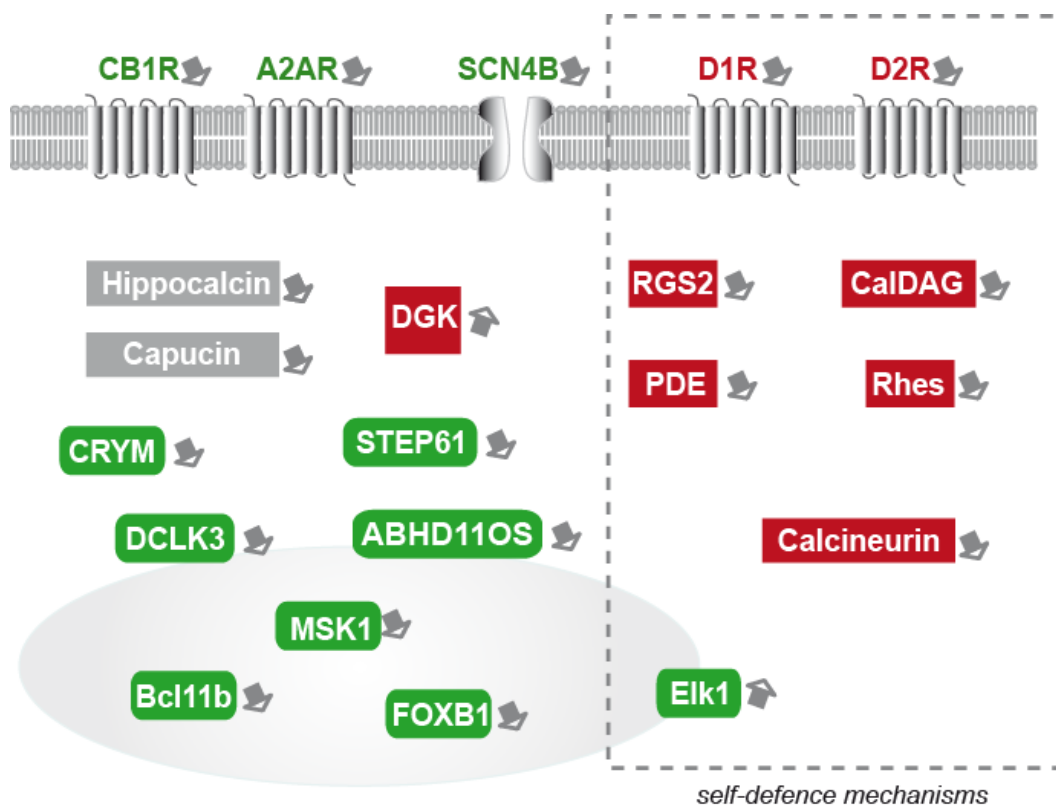 CB1R
A2AR
SCN4B
D1R
D2R
Hippocalcin
DGK
RGS2
CalDAG
Capucin
PDE
Rhes
CRYM
STEP61
DCLK3
ABHD11OS
Calcineurin
MSK1
Bcl11b
FOXB1
Elk1
self-defence mechanisms